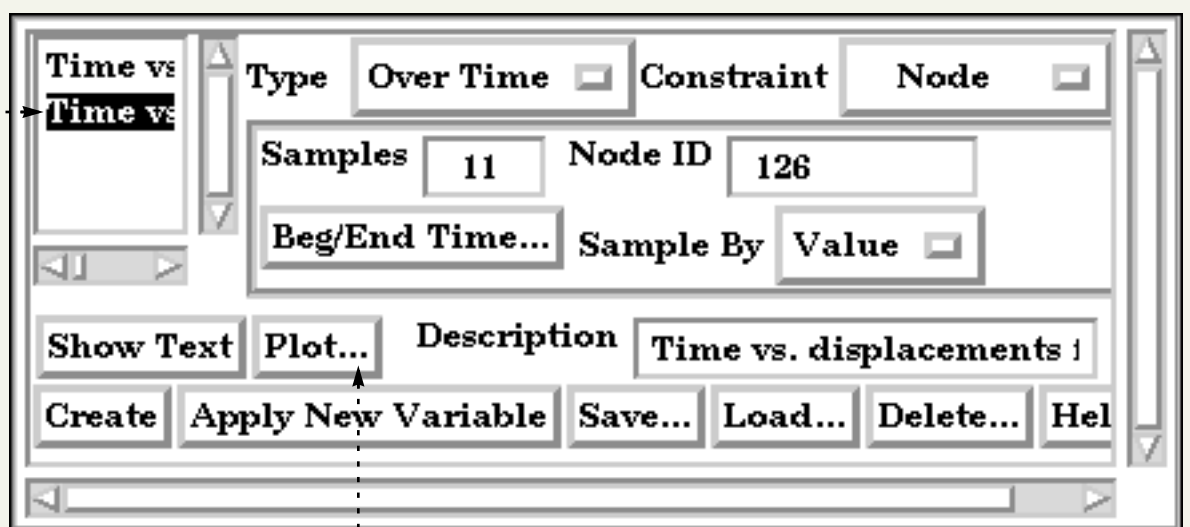 Time vs
Time vs
Type Over Time Constraint Node
Samples 11 Node ID 126
Beg/End Time... Sample By Value
Show Text Plot... Description Time vs. displacements
Create Apply New Variable Save... Load... Delete... Hel